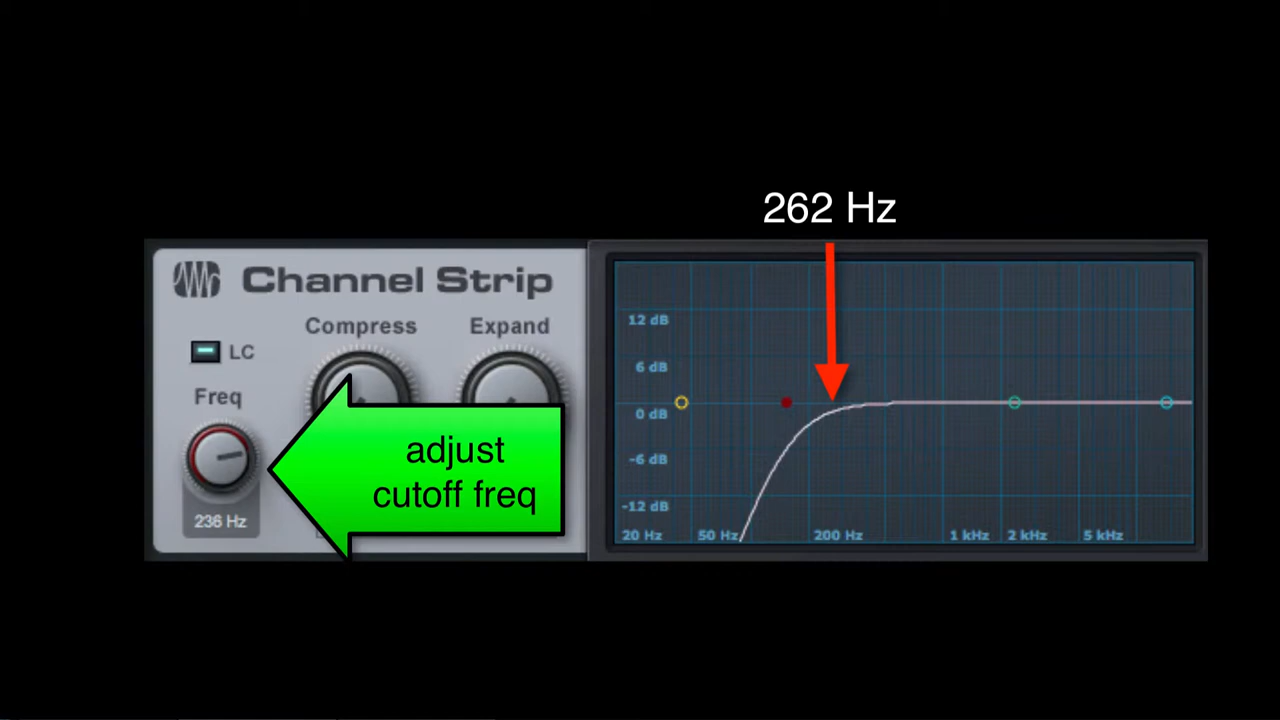 262 Hz
Channel Strip
Compress
Expand
LC
Freq
adjust
cutoff freq
236 Hz
12 dB
6 dB
0 dB
-6 dB
-12 dB
20 Hz
50 Hz
200 Hz
1 kHz
2 kHz
5 kHz